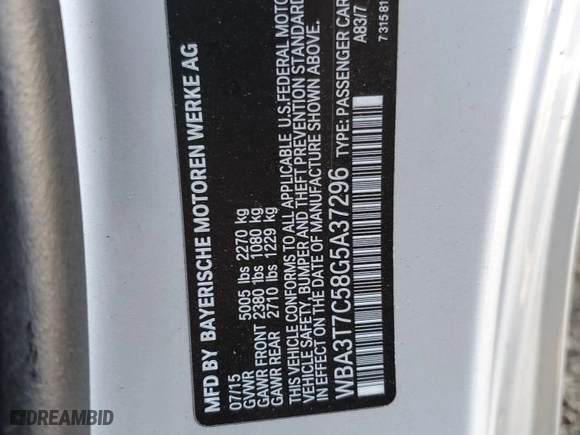 MFD BY BAYERISCHE MOTOREN WERKE AG
07/15
GVWR 5005 lbs 2270 kg
GAWR FRONT 2380 lbs 1080 kg
GAWR REAR 2710 lbs 1229 kg
THIS VEHICLE CONFORMS TO ALL APPLICABLE U.S.FEDERAL MOTOR
VEHICLE SAFETY, BUMPER AND THEFT PREVENTION STANDARDS
IN EFFECT ON THE DATE OF MANUFACTURE SHOWN ABOVE.
WBA3T7C58G5A37296 TYPE: PASSENGER CAR
A83/7
7 315 81
DREAMBID